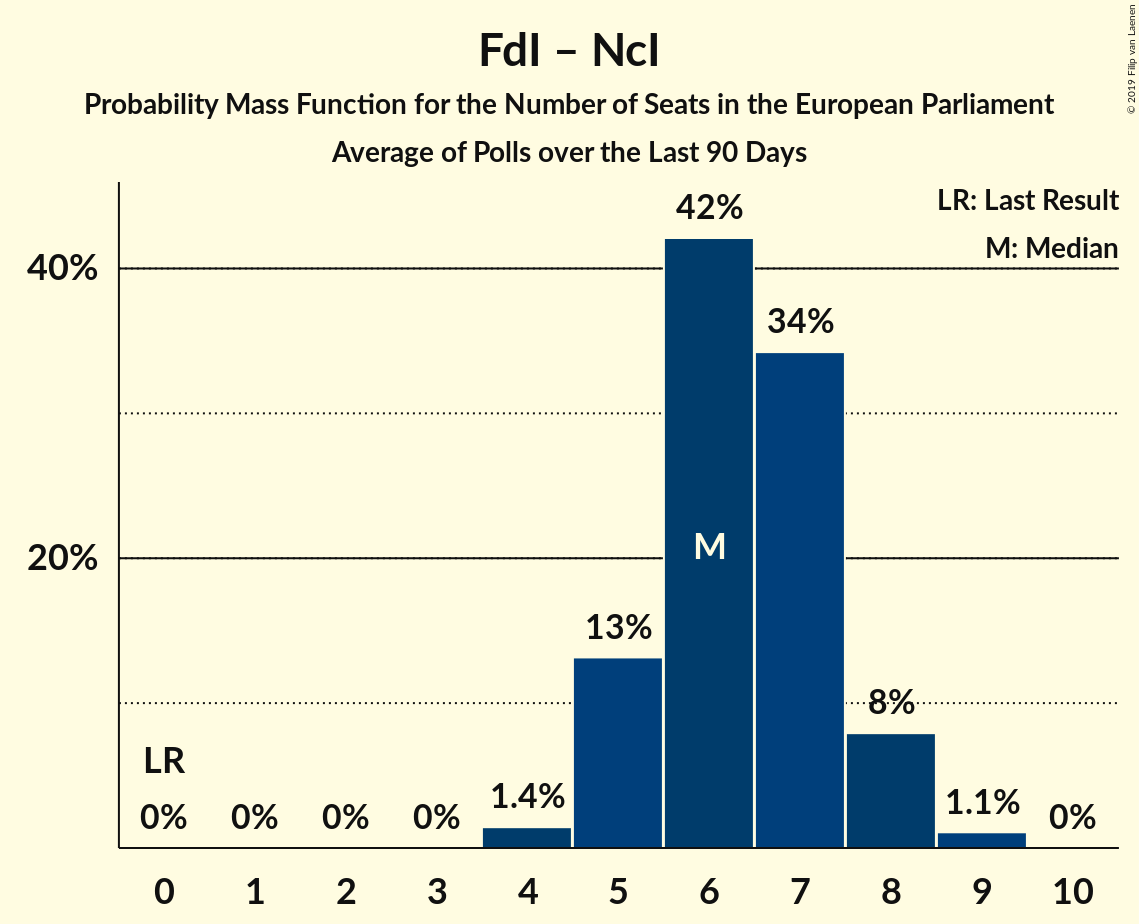 FdI – NcI
Probability Mass Function for the Number of Seats in the European Parliament
Average of Polls over the Last 90 Days
© 2019 Filip van Laenen
LR: Last Result
M: Median
42%
40%
34%
M
20%
13%
8%
LR
1.4%
1.1%
0% 0% 0% 0% 0%
0 1 2 3 4 5 6 7 8 9 10